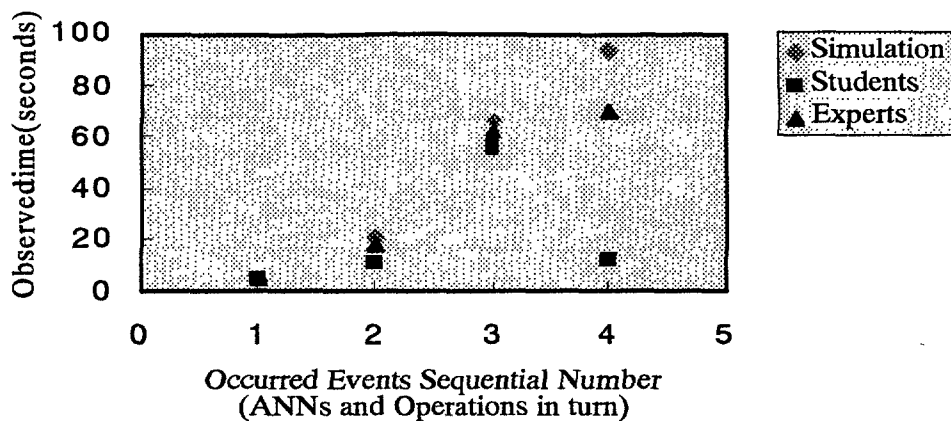 100
80
60
40
20
0
Observedime(seconds)
0 1 2 3 4 5
Occurred Events Sequential Number
(ANNs and Operations in turn)
Simulation
Students
Experts